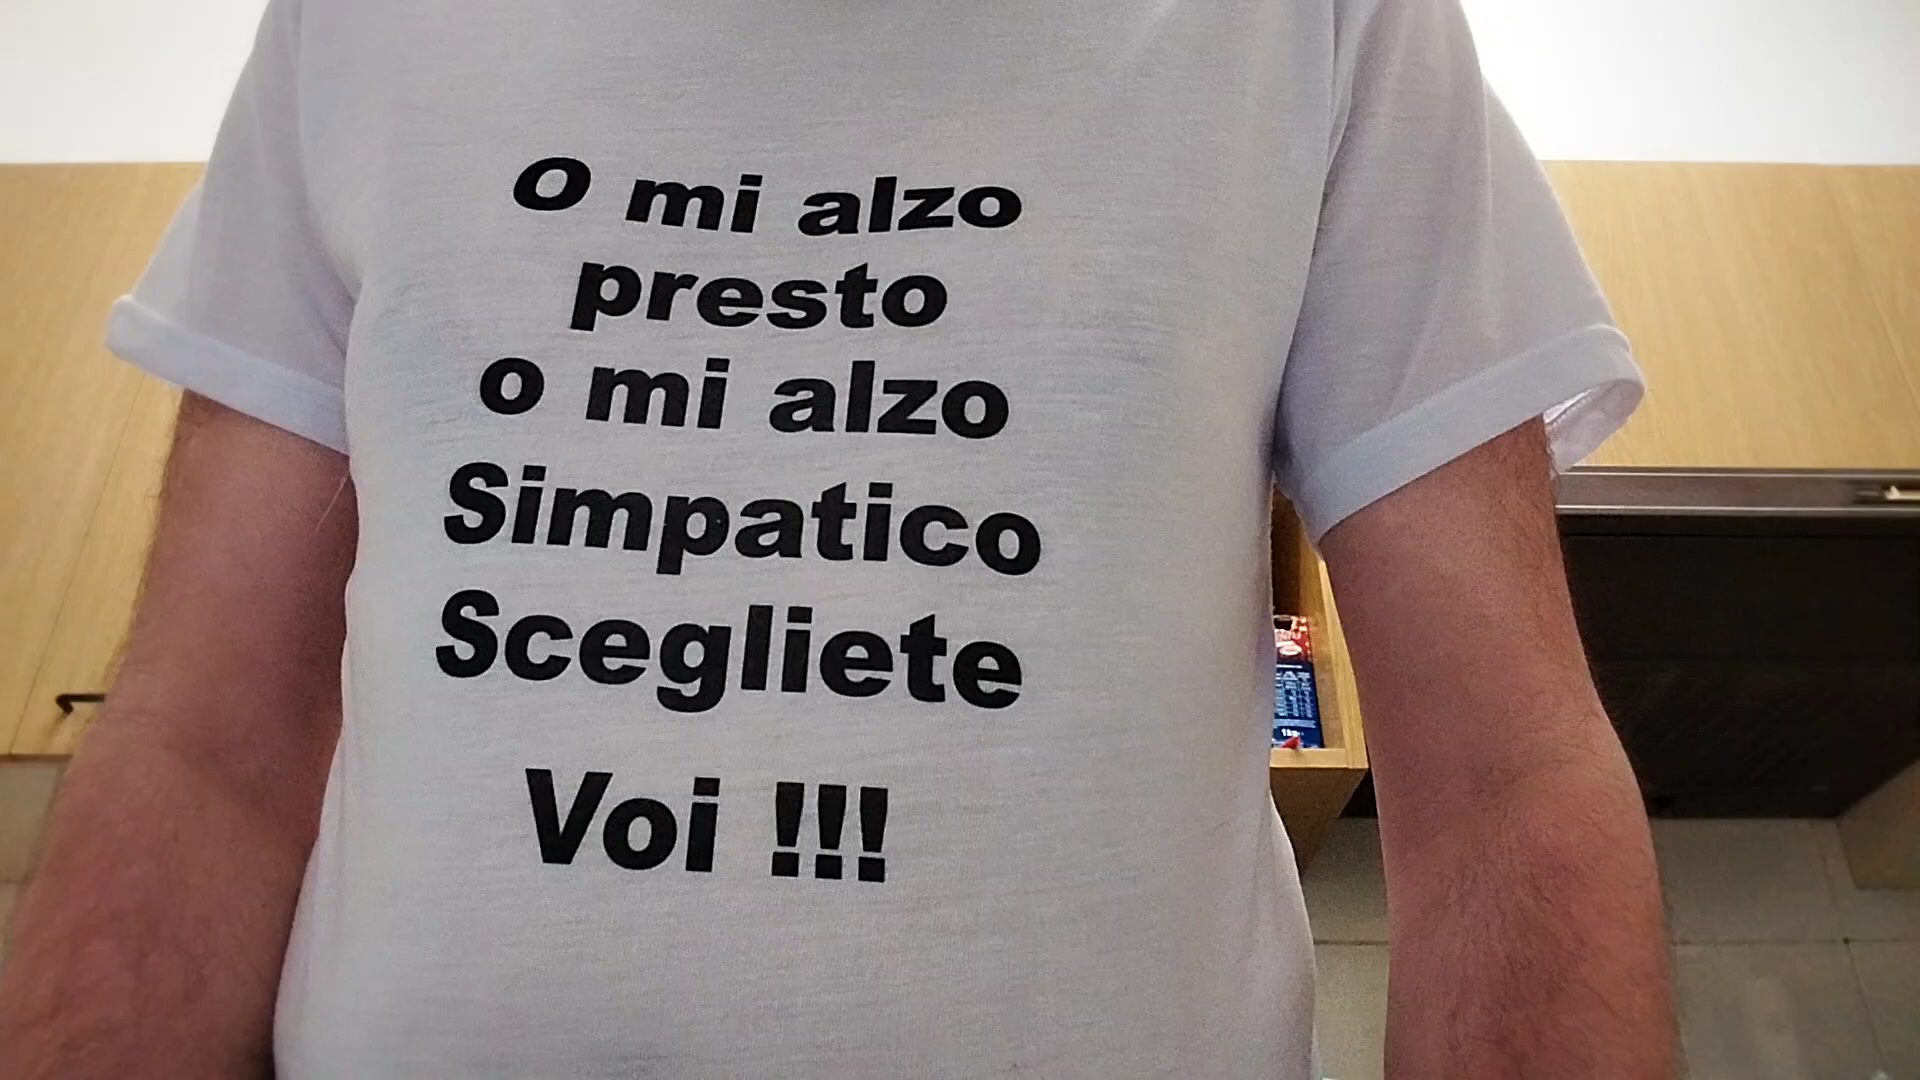 O mi alzo
presto
o mi alzo
Simpatico
Scegliete
Voi !!!